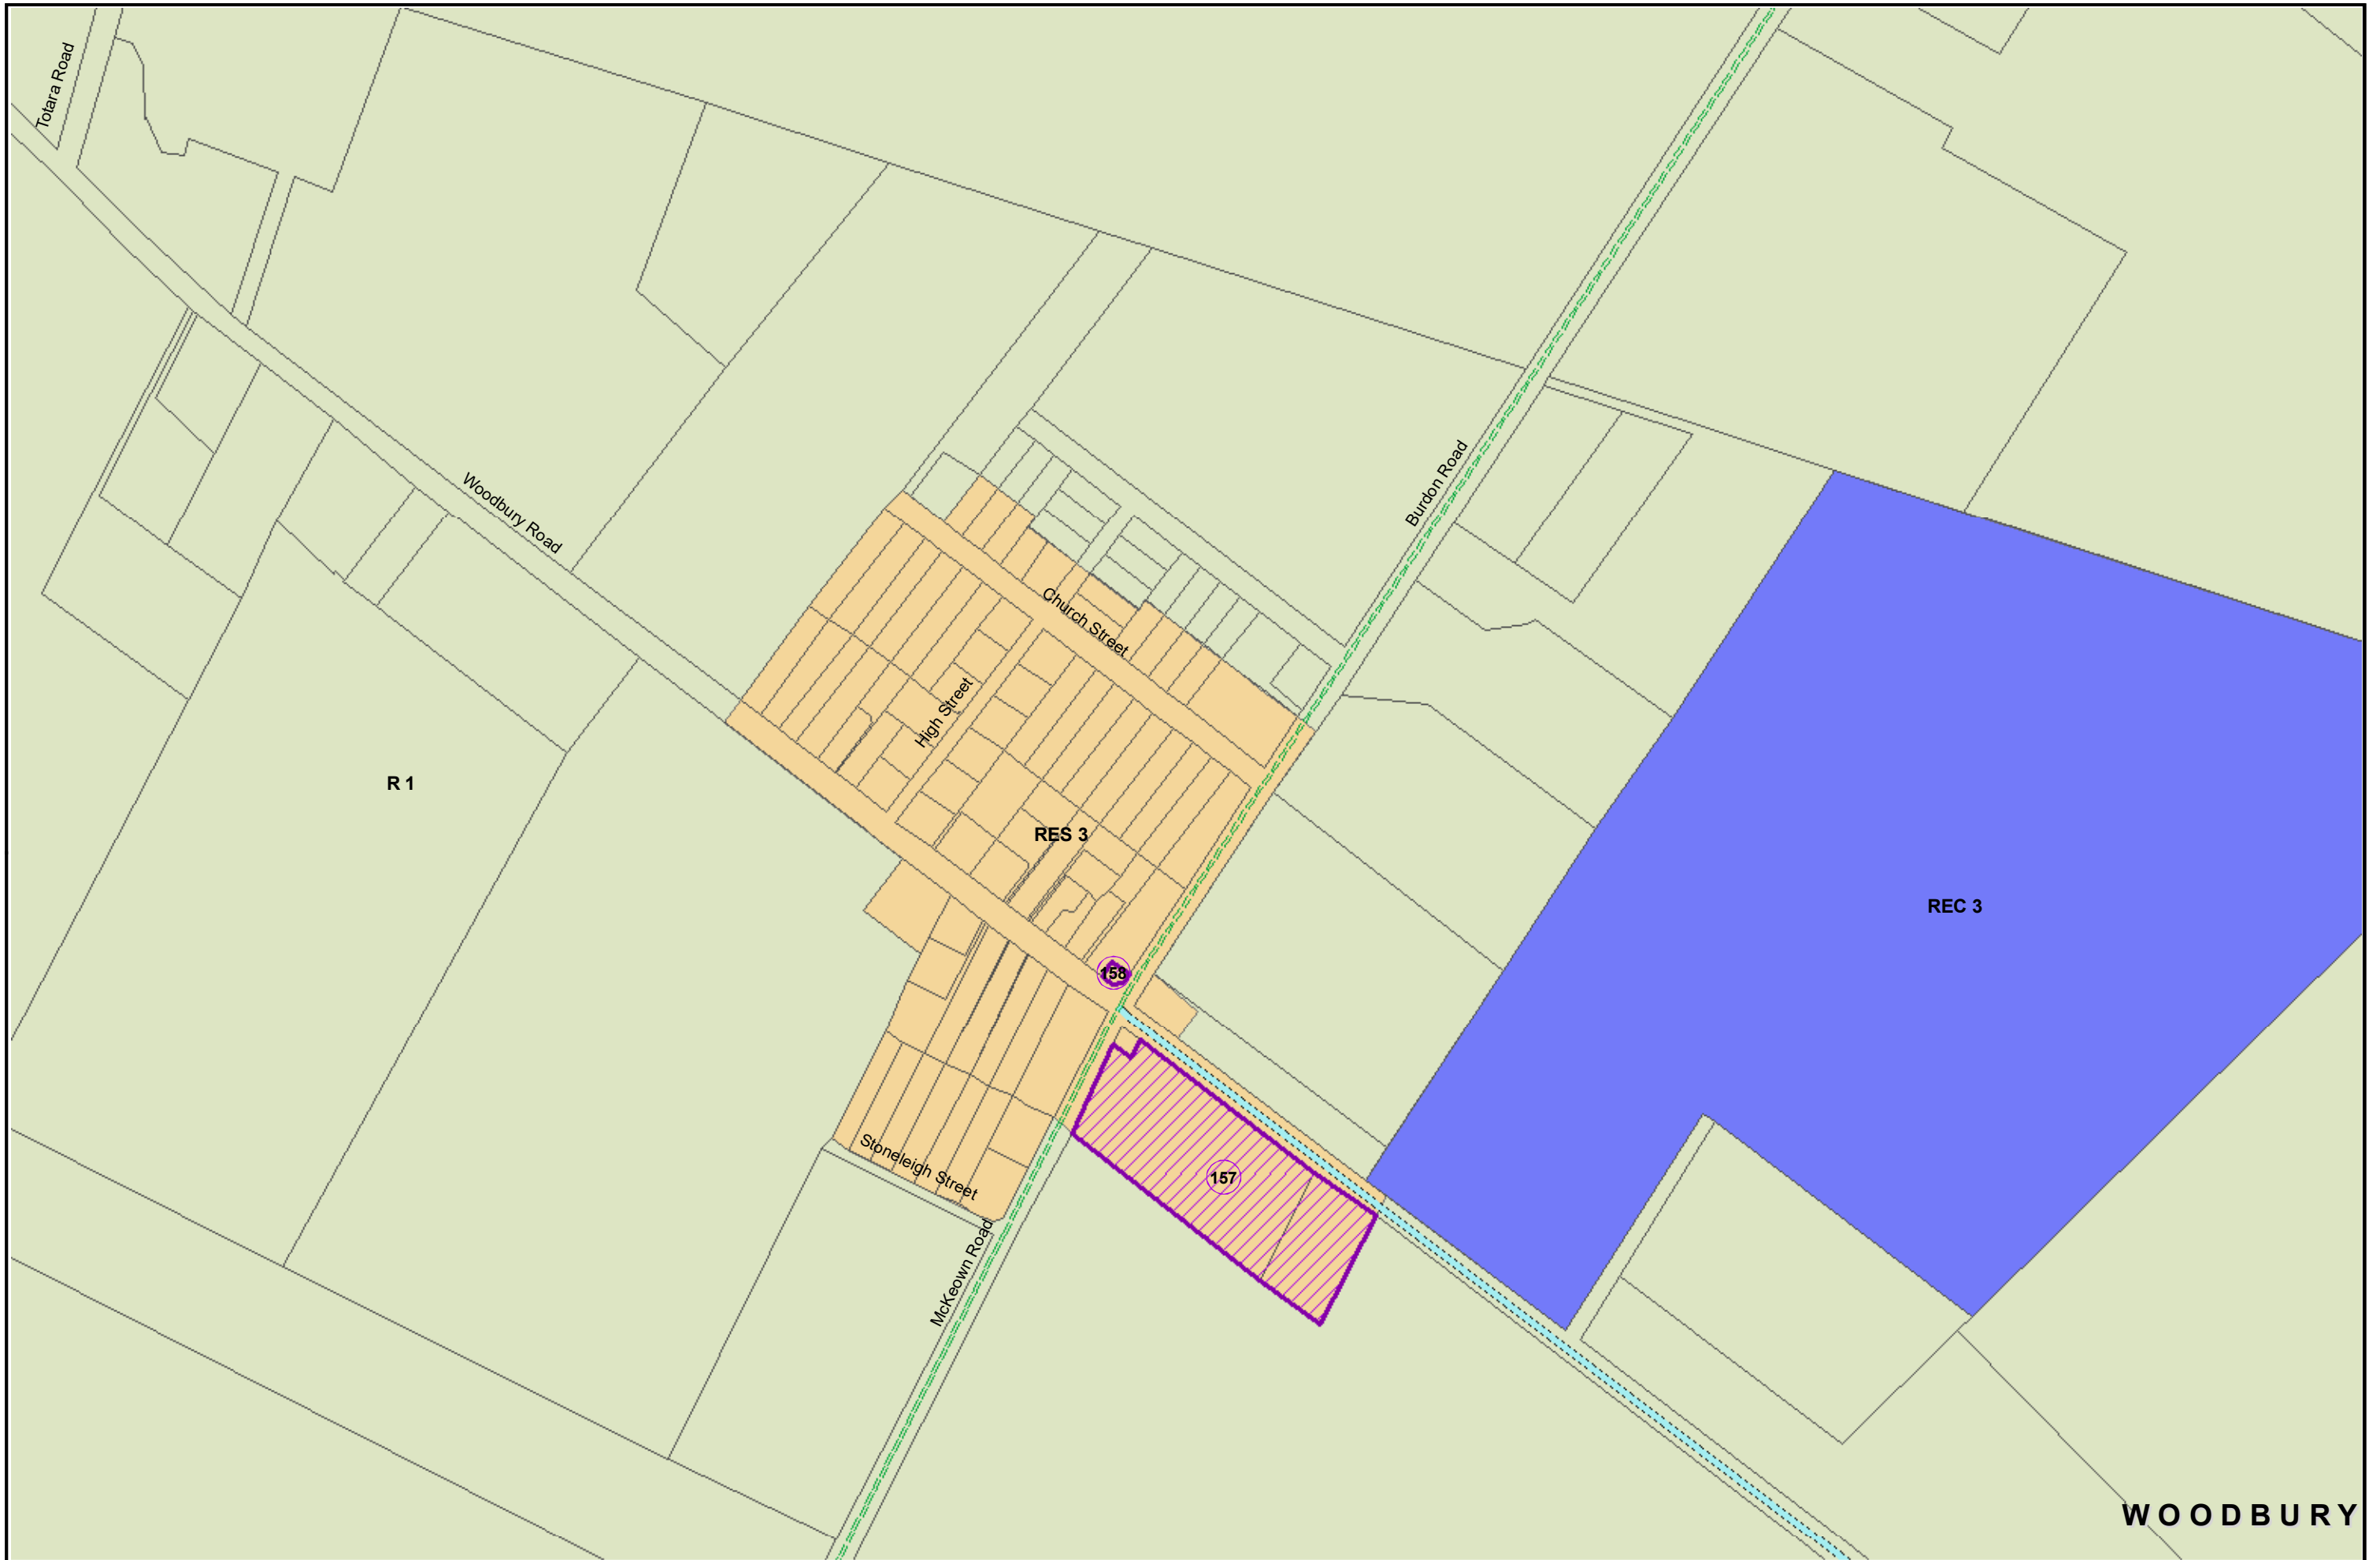 Totara Road
Woodbury Road
Burdon Road
Church Street
High Street
R 1
RES 3
REC 3
158
157
Stoneleigh Street
McKeown Road
WOODBURY